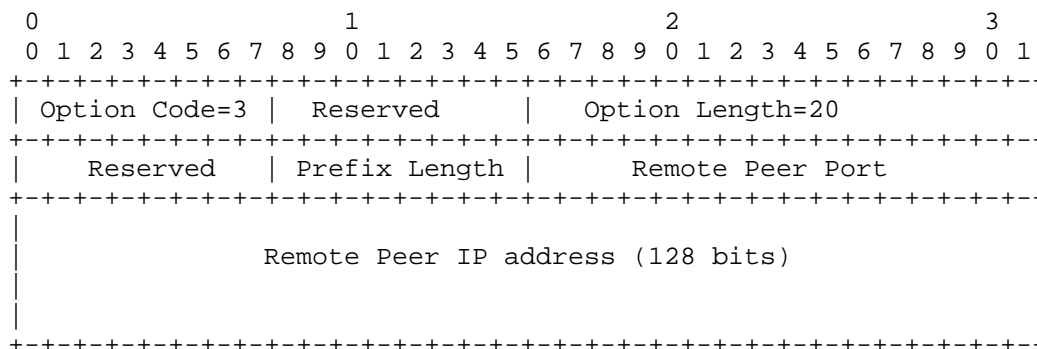 0                   1                   2                   3
 0 1 2 3 4 5 6 7 8 9 0 1 2 3 4 5 6 7 8 9 0 1 2 3 4 5 6 7 8 9 0 1
+-+-+-+-+-+-+-+-+-+-+-+-+-+-+-+-+-+-+-+-+-+-+-+-+-+-+-+-+-+-+-+-
| Option Code=3 |  Reserved     |   Option Length=20
+-+-+-+-+-+-+-+-+-+-+-+-+-+-+-+-+-+-+-+-+-+-+-+-+-+-+-+-+-+-+-+-
|    Reserved   | Prefix Length |      Remote Peer Port
+-+-+-+-+-+-+-+-+-+-+-+-+-+-+-+-+-+-+-+-+-+-+-+-+-+-+-+-+-+-+-+-
|
|               Remote Peer IP address (128 bits)
|
|
+-+-+-+-+-+-+-+-+-+-+-+-+-+-+-+-+-+-+-+-+-+-+-+-+-+-+-+-+-+-+-+-